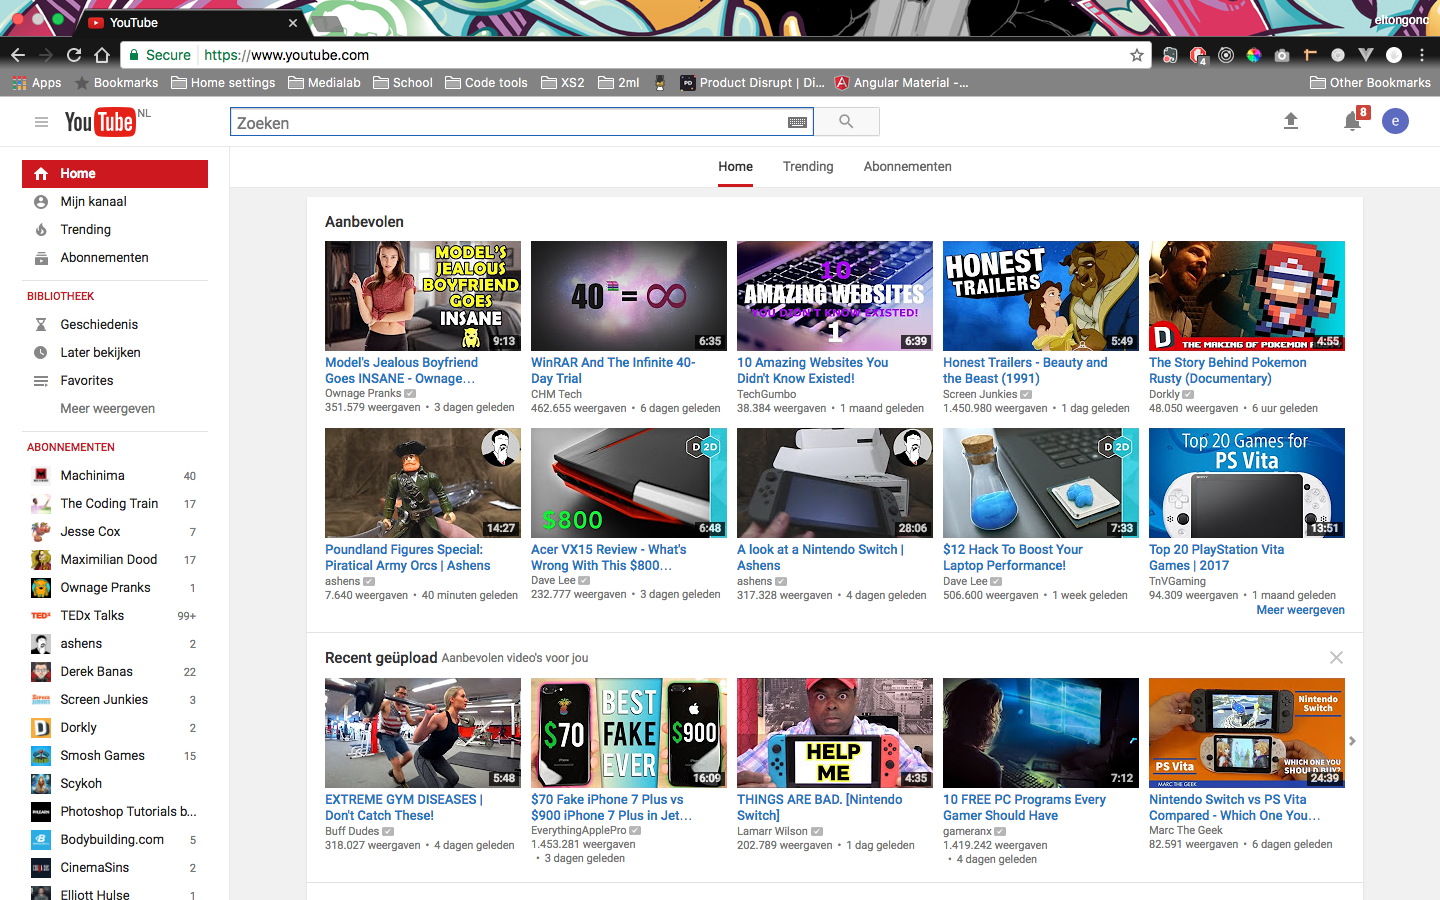 YouTube
eltongonc
Secure
https://www.youtube.com
4
Apps
Bookmarks
Home settings
Medialab
School
Code tools
XS2
2ml
PD
Product Disrupt | Di...
Angular Material -...
Other Bookmarks
YouTube NL
Zoeken
8
e
Home
Trending
Abonnementen
Home
Mijn kanaal
Trending
Abonnementen
BIBLIOTHEEK
Geschiedenis
Later bekijken
Favorites
Meer weergeven
ABONNEMENTEN
Machinima 40
The Coding Train 17
Jesse Cox 7
Maximilian Dood 17
Ownage Pranks 1
TEDx
TEDx Talks 99+
ashens 2
Derek Banas 22
Screen Junkies 3
Dorkly 2
Smosh Games 15
Scykoh
Photoshop Tutorials b...
Bodybuilding.com 5
CinemaSins 2
Elliott Hulse 1
Aanbevolen
MODEL'S
JEALOUS
BOYFRIEND
GOES
INSANE
9:13
Model's Jealous Boyfriend
Goes INSANE - Ownage...
Ownage Pranks
351.579 weergaven • 3 dagen geleden
40 = ∞
6:35
WinRAR And The Infinite 40-
Day Trial
CHM Tech
462.655 weergaven • 6 dagen geleden
10
AMAZING WEBSITES
YOU DIDN'T KNOW EXISTED!
1
6:39
10 Amazing Websites You
Didn't Know Existed!
TechGumbo
38.384 weergaven • 1 maand geleden
HONEST
TRAILERS
5:49
Honest Trailers - Beauty and
the Beast (1991)
Screen Junkies
1.450.980 weergaven • 1 dag geleden
D
THE MAKING OF POKEMON
4:55
The Story Behind Pokemon
Rusty (Documentary)
Dorkly
48.050 weergaven • 6 uur geleden
14:27
Poundland Figures Special:
Piratical Army Orcs | Ashens
ashens
7.640 weergaven • 40 minuten geleden
D 2D
$800
6:48
Acer VX15 Review - What's
Wrong With This $800...
Dave Lee
232.777 weergaven • 3 dagen geleden
28:06
A look at a Nintendo Switch |
Ashens
ashens
317.328 weergaven • 4 dagen geleden
D 2D
7:33
$12 Hack To Boost Your
Laptop Performance!
Dave Lee
506.600 weergaven • 1 week geleden
Top 20 Games for
PS Vita
SONY
13:51
Top 20 PlayStation Vita
Games | 2017
TnVGaming
94.309 weergaven • 1 maand geleden
Meer weergeven
Recent geüpload Aanbevolen video's voor jou
5:48
EXTREME GYM DISEASES |
Don't Catch These!
Buff Dudes
318.027 weergaven • 4 dagen geleden
$70
BEST
FAKE
EVER
$900
16:09
$70 Fake iPhone 7 Plus vs
$900 iPhone 7 Plus in Jet...
EverythingApplePro
1.453.281 weergaven
• 3 dagen geleden
HELP
ME
4:35
THINGS ARE BAD. [Nintendo
Switch]
Lamarr Wilson
202.789 weergaven • 1 dag geleden
7:12
10 FREE PC Programs Every
Gamer Should Have
gameranx
1.419.242 weergaven
• 4 dagen geleden
Nintendo
Switch
PS Vita
MARC THE GEEK
WHICH ONE YOU
SHOULD BUY?
24:39
Nintendo Switch vs PS Vita
Compared - Which One You...
Marc The Geek
82.591 weergaven • 6 dagen geleden